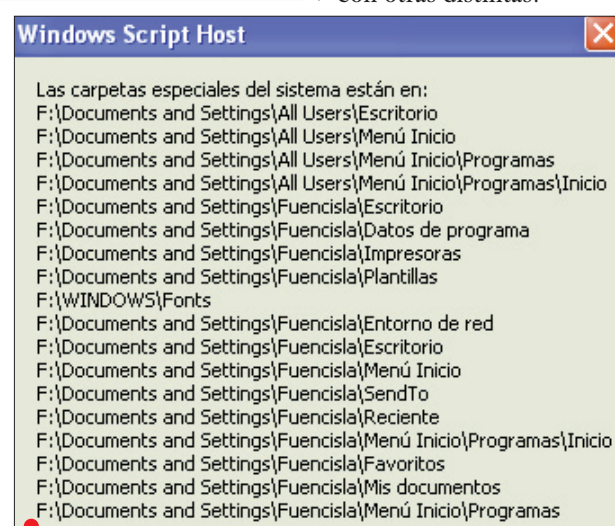 con otras distintas.
Windows Script Host
Las carpetas especiales del sistema están en:
F:\Documents and Settings\All Users\Escritorio
F:\Documents and Settings\All Users\Menú Inicio
F:\Documents and Settings\All Users\Menú Inicio\Programas
F:\Documents and Settings\All Users\Menú Inicio\Programas\Inicio
F:\Documents and Settings\Fuencisla\Escritorio
F:\Documents and Settings\Fuencisla\Datos de programa
F:\Documents and Settings\Fuencisla\Impresoras
F:\Documents and Settings\Fuencisla\Plantillas
F:\WINDOWS\Fonts
F:\Documents and Settings\Fuencisla\Entorno de red
F:\Documents and Settings\Fuencisla\Escritorio
F:\Documents and Settings\Fuencisla\Menú Inicio
F:\Documents and Settings\Fuencisla\SendTo
F:\Documents and Settings\Fuencisla\Reciente
F:\Documents and Settings\Fuencisla\Menú Inicio\Programas\Inicio
F:\Documents and Settings\Fuencisla\Favoritos
F:\Documents and Settings\Fuencisla\Mis documentos
F:\Documents and Settings\Fuencisla\Menú Inicio\Programas